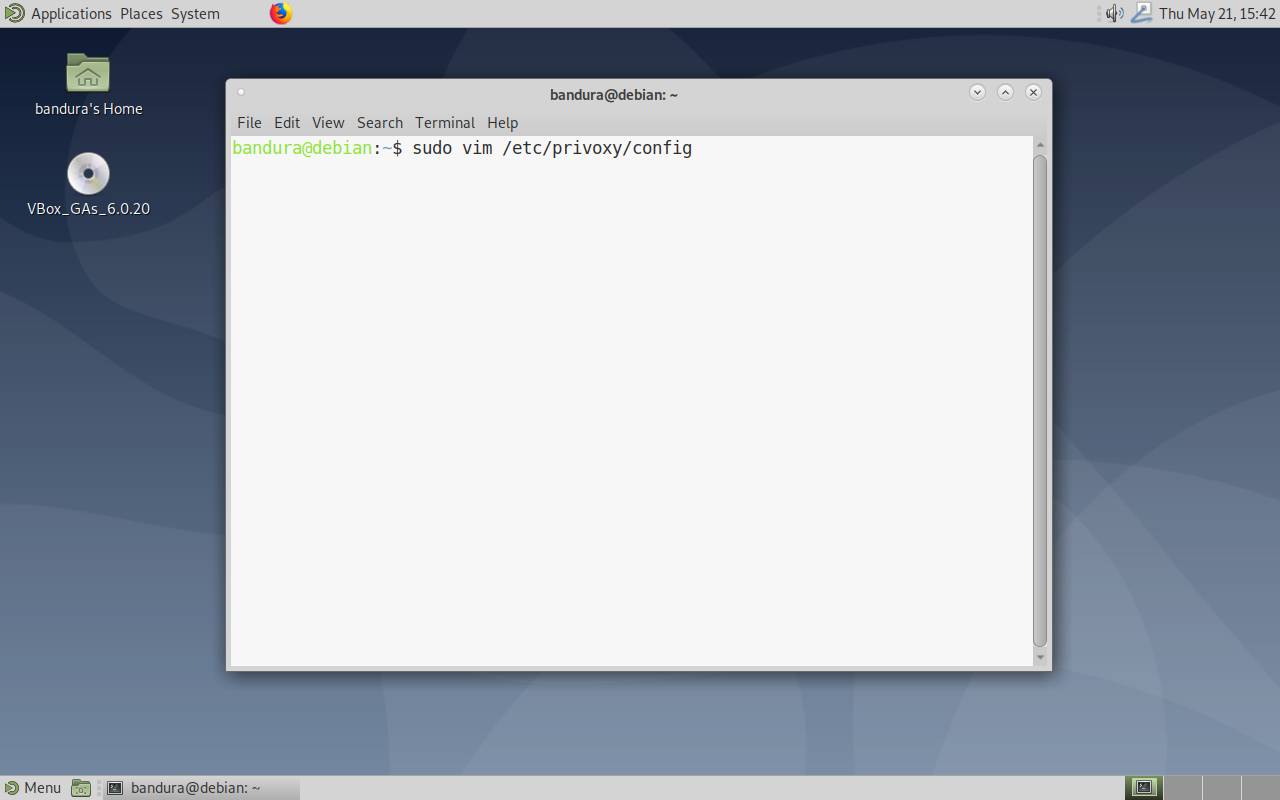 Applications Places System
Thu May 21, 15:42
bandura's Home
VBox_GAs_6.0.20
bandura@debian: ~
File Edit View Search Terminal Help
bandura@debian:~$ sudo vim /etc/privoxy/config
Menu
bandura@debian: ~